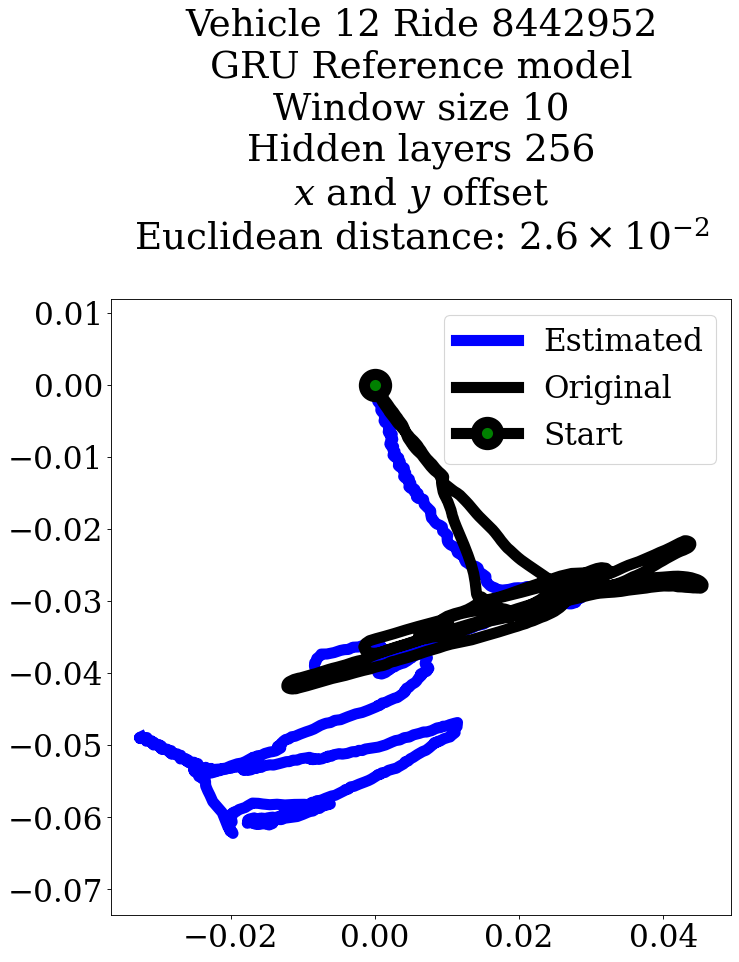 Vehicle 12 Ride 8442952
GRU Reference model
Window size 10
Hidden layers 256
x and y offset
Euclidean distance: 2.6 × 10⁻²
Estimated
Original
Start
0.01
0.00
−0.01
−0.02
−0.03
−0.04
−0.05
−0.06
−0.07
−0.02 0.00 0.02 0.04